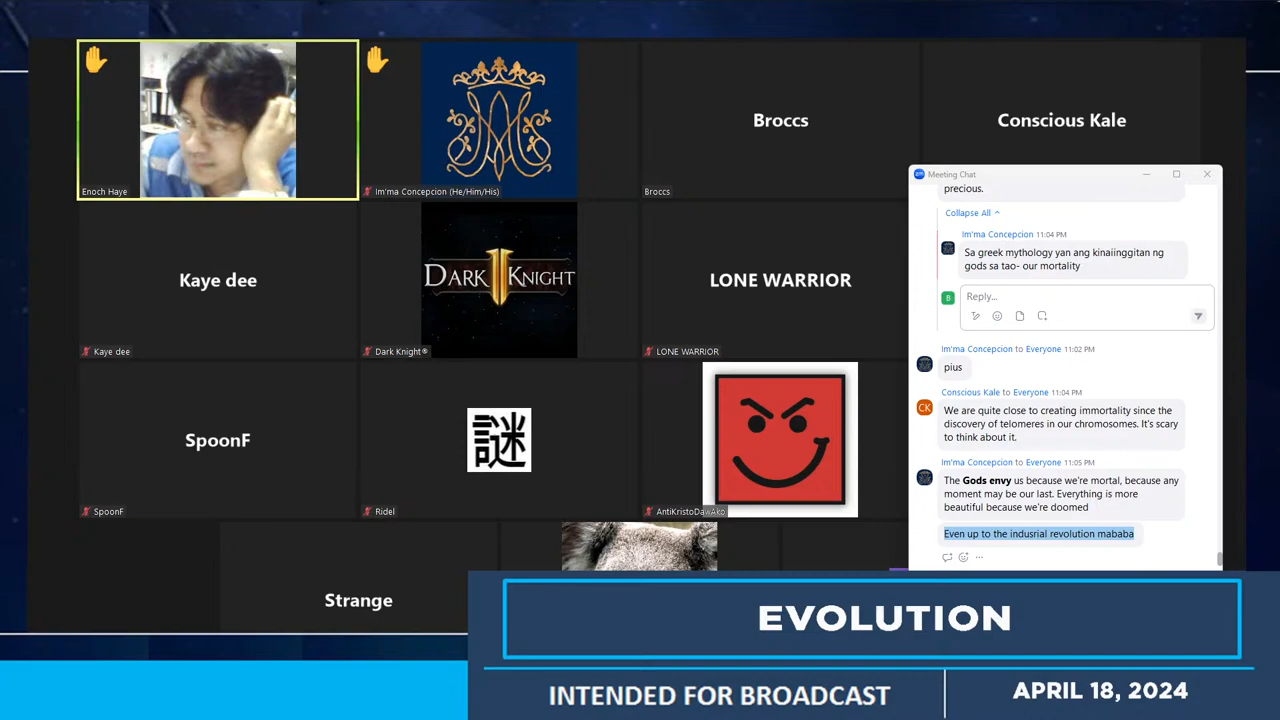 Enoch Haye
Im'ma Concepcion (He/Him/His)
Broccs
Broccs
Conscious Kale
Kaye dee
Kaye dee
DARK KNIGHT
II
Dark Knight®
LONE WARRIOR
LONE WARRIOR
SpoonF
SpoonF
謎
Ridel
AntiKristoDawAko
Strange
zm
Meeting Chat
precious.
Collapse All
Im'ma Concepcion 11:04 PM
Sa greek mythology yan ang kinaiinggitan ng
gods sa tao- our mortality
B
Reply...
Im'ma Concepcion to Everyone 11:02 PM
pius
Conscious Kale to Everyone 11:04 PM
CK
We are quite close to creating immortality since the
discovery of telomeres in our chromosomes. It's scary
to think about it.
Im'ma Concepcion to Everyone 11:05 PM
The Gods envy us because we're mortal, because any
moment may be our last. Everything is more
beautiful because we're doomed
Even up to the indusrial revolution mababa
EVOLUTION
INTENDED FOR BROADCAST
APRIL 18, 2024